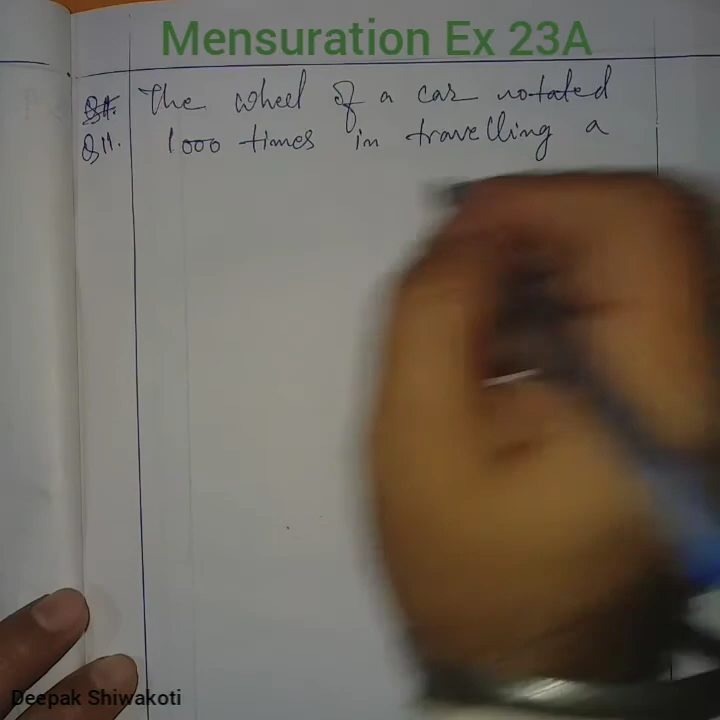 Mensuration Ex 23A
The wheel of a car rotated
Q11. 1000 times in travelling a
Deepak Shiwakoti